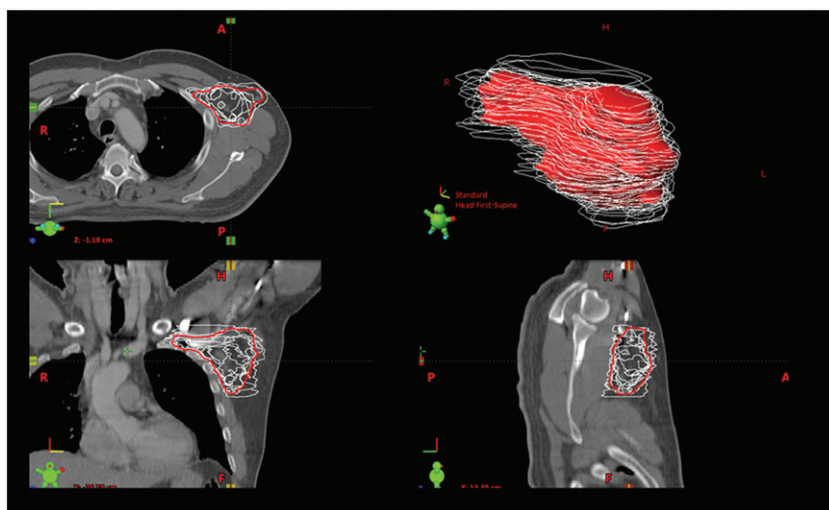 A
R
Z: -1.18 cm
P
H
R
L
Standard
Head First-Supine
H
R
F
H
P
A
F